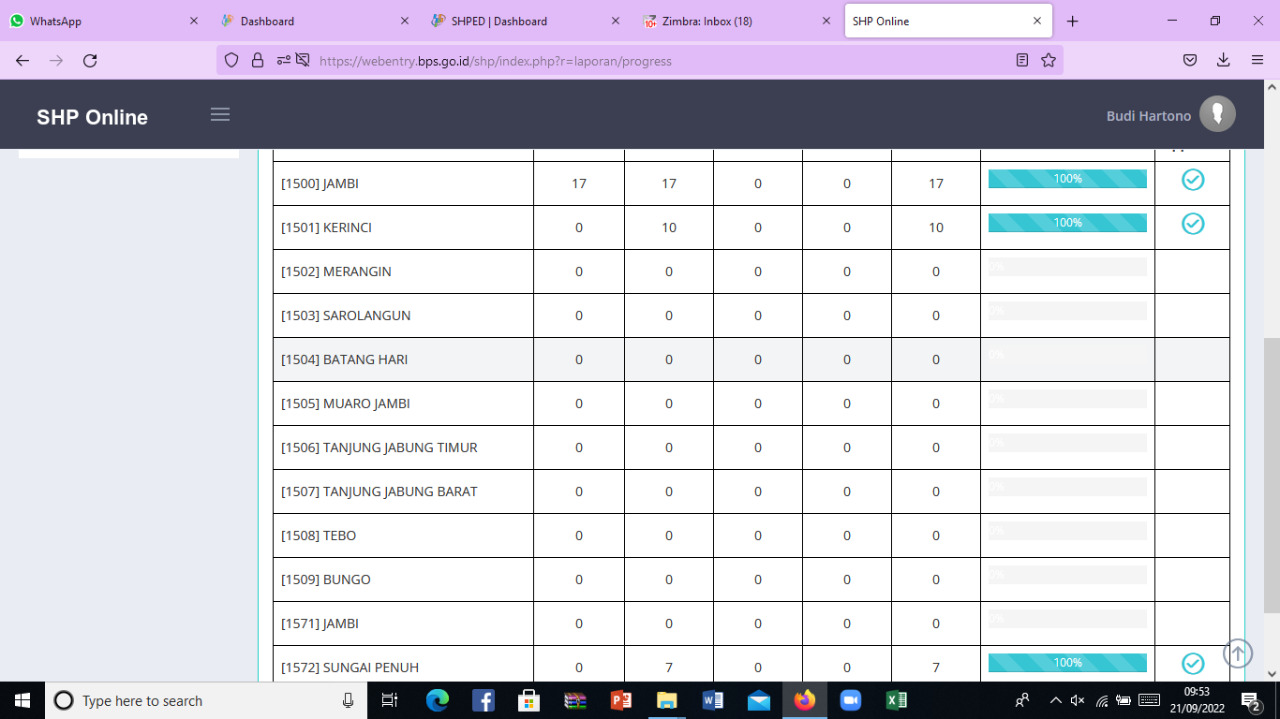 WhatsApp Dashboard SHPED | Dashboard Zimbra: Inbox (18) SHP Online
https://webentry.bps.go.id/shp/index.php?r=laporan/progress
SHP Online Budi Hartono
[1500] JAMBI 17 17 0 0 17 100%
[1501] KERINCI 0 10 0 0 10 100%
[1502] MERANGIN 0 0 0 0 0 0%
[1503] SAROLANGUN 0 0 0 0 0 0%
[1504] BATANG HARI 0 0 0 0 0 0%
[1505] MUARO JAMBI 0 0 0 0 0 0%
[1506] TANJUNG JABUNG TIMUR 0 0 0 0 0 0%
[1507] TANJUNG JABUNG BARAT 0 0 0 0 0 0%
[1508] TEBO 0 0 0 0 0 0%
[1509] BUNGO 0 0 0 0 0 0%
[1571] JAMBI 0 0 0 0 0 0%
[1572] SUNGAI PENUH 0 7 0 0 7 100%
Type here to search 09:53
21/09/2022 2